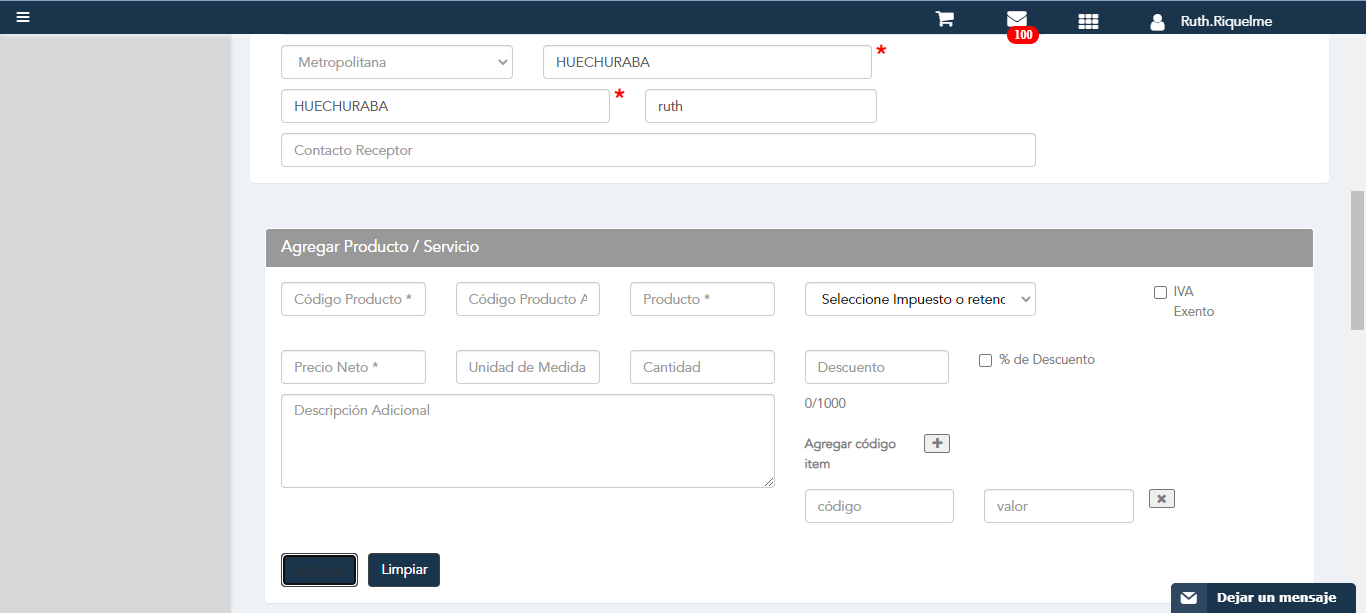 100
Ruth.Riquelme
Metropolitana
HUECHURABA
*
HUECHURABA
*
ruth
Contacto Receptor
Agregar Producto / Servicio
Código Producto *
Código Producto A
Producto *
Seleccione Impuesto o retenc
IVA
Exento
Precio Neto *
Unidad de Medida
Cantidad
Descuento
% de Descuento
Descripción Adicional
0/1000
Agregar código
item
código
valor
Agregar
Limpiar
Dejar un mensaje